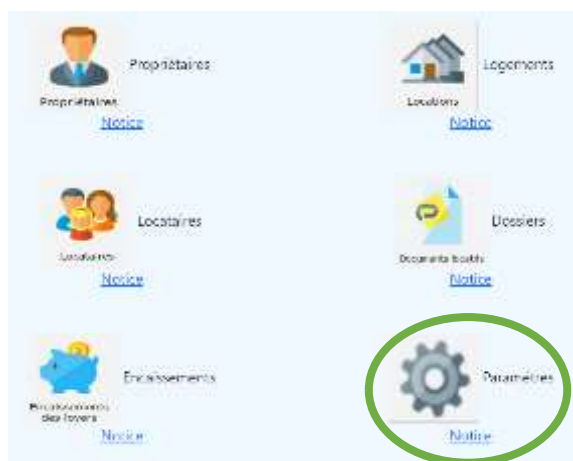 Propriétaires
Propriétaires
Notice
Logements
Locations
Notice
Locataires
Locataires
Notice
Dossiers
Documents locatifs
Notice
Encaissements
Encaissements
des loyers
Notice
Paramètres
Notice